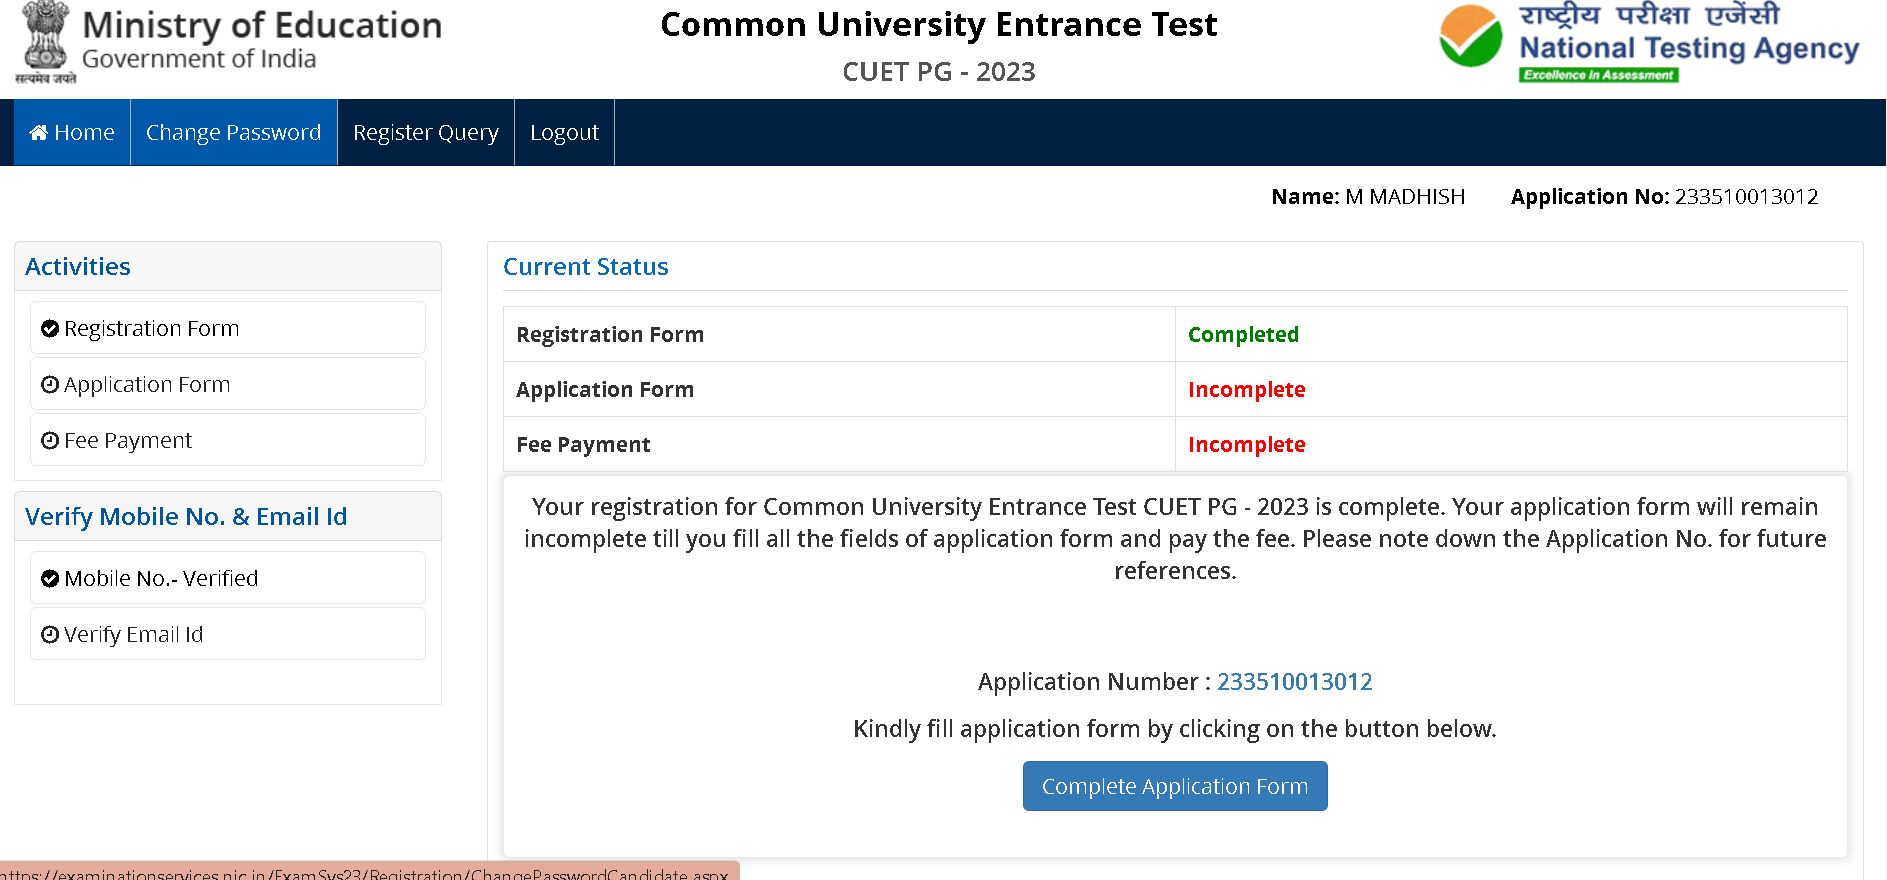 Ministry of Education
Government of India
सत्यमेव जयते
Common University Entrance Test
CUET PG - 2023
राष्ट्रीय परीक्षा एजेंसी
National Testing Agency
Excellence in Assessment
Home Change Password Register Query Logout
Name: M MADHISH Application No: 233510013012
Activities
Registration Form
Application Form
Fee Payment
Verify Mobile No. & Email Id
Mobile No.- Verified
Verify Email Id
Current Status
Registration Form Completed
Application Form Incomplete
Fee Payment Incomplete
Your registration for Common University Entrance Test CUET PG - 2023 is complete. Your application form will remain
incomplete till you fill all the fields of application form and pay the fee. Please note down the Application No. for future
references.
Application Number : 233510013012
Kindly fill application form by clicking on the button below.
Complete Application Form
https://examinationservices.nic.in/ExamSys23/Registration/ChangePasswordCandidate.aspx